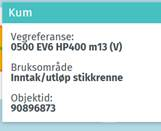 Kum
Vegreferanse:
0500 EV6 HP400 m13 (V)
Bruksområde
Inntak/utløp stikkrenne
Objektid:
90896873